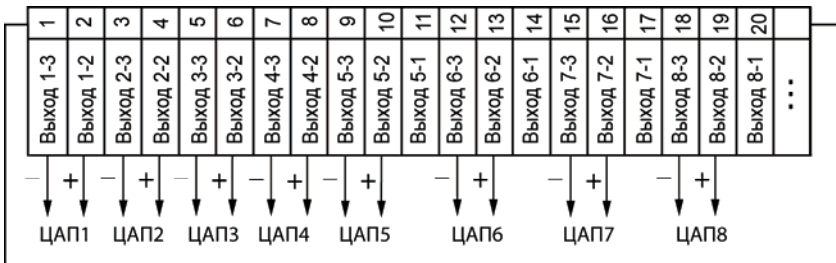 1 2 3 4 5 6 7 8 9 10 11 12 13 14 15 16 17 18 19 20
Выход 1-3 Выход 1-2 Выход 2-3 Выход 2-2 Выход 3-3 Выход 3-2 Выход 4-3 Выход 4-2 Выход 5-3 Выход 5-2 Выход 5-1 Выход 6-3 Выход 6-2 Выход 6-1 Выход 7-3 Выход 7-2 Выход 7-1 Выход 8-3 Выход 8-2 Выход 8-1 ...
− + − + − + − + − + − + − + − +
ЦАП1 ЦАП2 ЦАП3 ЦАП4 ЦАП5 ЦАП6 ЦАП7 ЦАП8